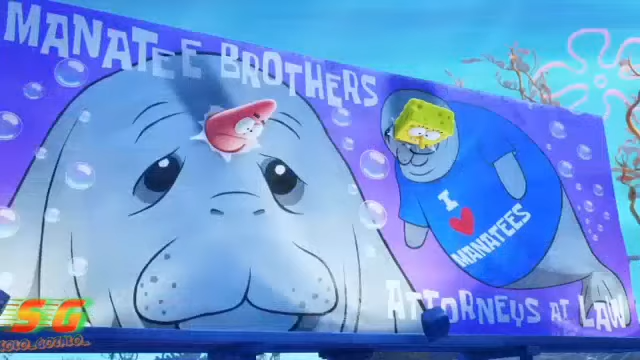 MANATEE BROTHERS
I
MANATEES
ATTORNEYS AT LAW
SG